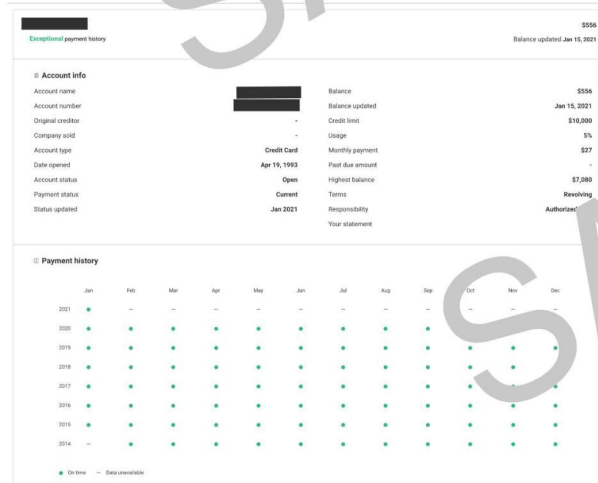 $556
Exceptional payment history
Balance updated Jan 15, 2021
Account info
Account name
Balance $556
Account number
Balance updated Jan 15, 2021
Original creditor -
Credit limit $10,000
Company sold -
Usage 5%
Account type Credit Card
Monthly payment $27
Date opened Apr 19, 1993
Past due amount -
Account status Open
Highest balance $7,080
Payment status Current
Terms Revolving
Status updated Jan 2021
Responsibility Authorized
Your statement
Payment history
Jan Feb Mar Apr May Jun Jul Aug Sep Oct Nov Dec
2021 – – – – – – – – – – –
2020 – – –
2019
2018
2017
2016
2015
2014 –
On time – Data unavailable